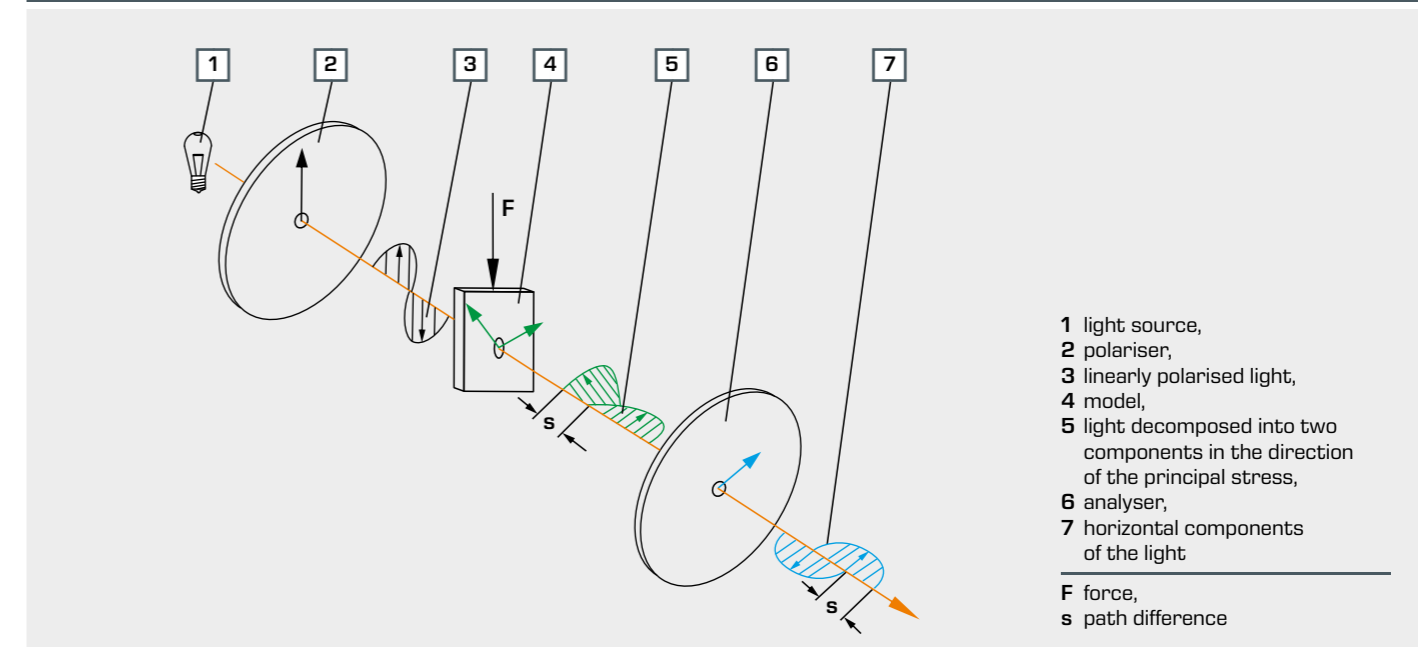 1 2 3 4 5 6 7
F
s
s
1 light source,
2 polariser,
3 linearly polarised light,
4 model,
5 light decomposed into two
components in the direction
of the principal stress,
6 analyser,
7 horizontal components
of the light
F force,
s path difference